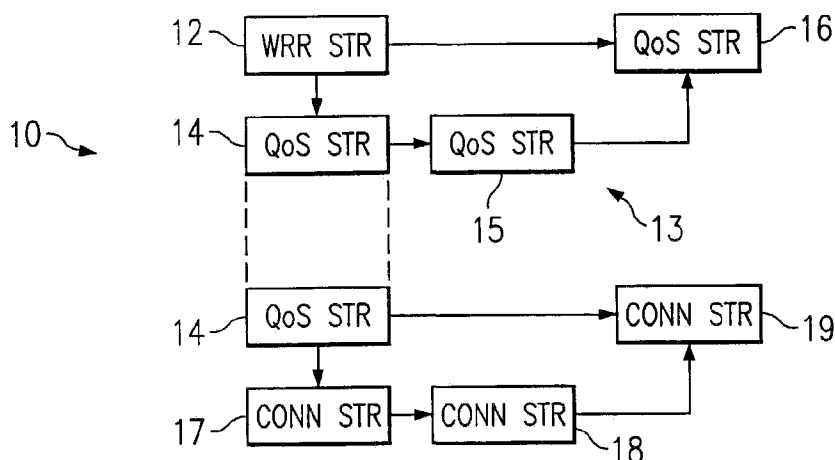 12 WRR STR QoS STR 16
10 14 QoS STR QoS STR
15 13
14 QoS STR CONN STR 19
17 CONN STR CONN STR 18